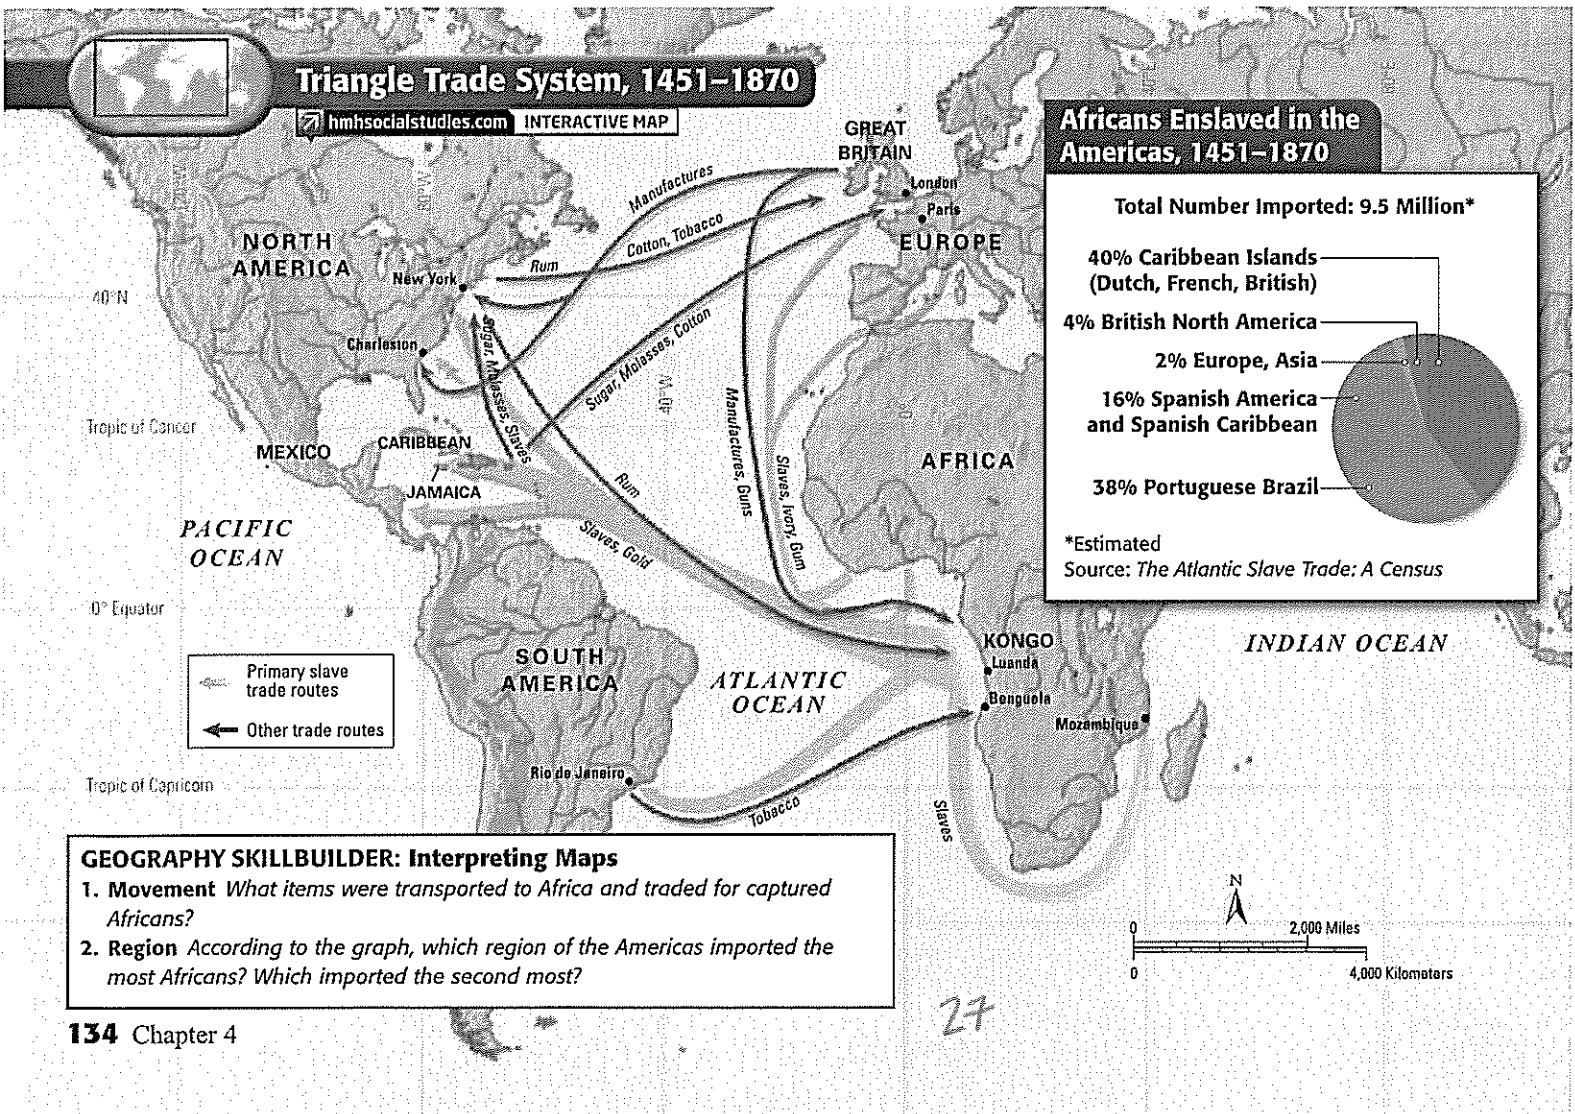 Triangle Trade System, 1451–1870
hmhsocialstudies.com INTERACTIVE MAP
GREAT
BRITAIN
London
Paris
EUROPE
Manufactures
Cotton, Tobacco
Rum
NORTH
AMERICA
New York
40°N
Charleston
Sugar, Molasses, Slaves
Sugar, Molasses, Cotton
Manufactures, Guns
Slaves, Ivory, Gum
40°W
80°W
0°
Tropic of Cancer
MEXICO
CARIBBEAN
JAMAICA
AFRICA
Rum
Slaves, Gold
PACIFIC
OCEAN
0° Equator
Primary slave
trade routes
Other trade routes
SOUTH
AMERICA
ATLANTIC
OCEAN
KONGO
Luanda
Benguela
Mozambique
INDIAN OCEAN
Rio de Janeiro
Tropic of Capricorn
Tobacco
Slaves
Africans Enslaved in the
Americas, 1451–1870
Total Number Imported: 9.5 Million*
40% Caribbean Islands
(Dutch, French, British)
4% British North America
2% Europe, Asia
16% Spanish America
and Spanish Caribbean
38% Portuguese Brazil
*Estimated
Source: The Atlantic Slave Trade: A Census
GEOGRAPHY SKILLBUILDER: Interpreting Maps
1. Movement What items were transported to Africa and traded for captured
Africans?
2. Region According to the graph, which region of the Americas imported the
most Africans? Which imported the second most?
N
0 2,000 Miles
0 4,000 Kilometers
134 Chapter 4
27